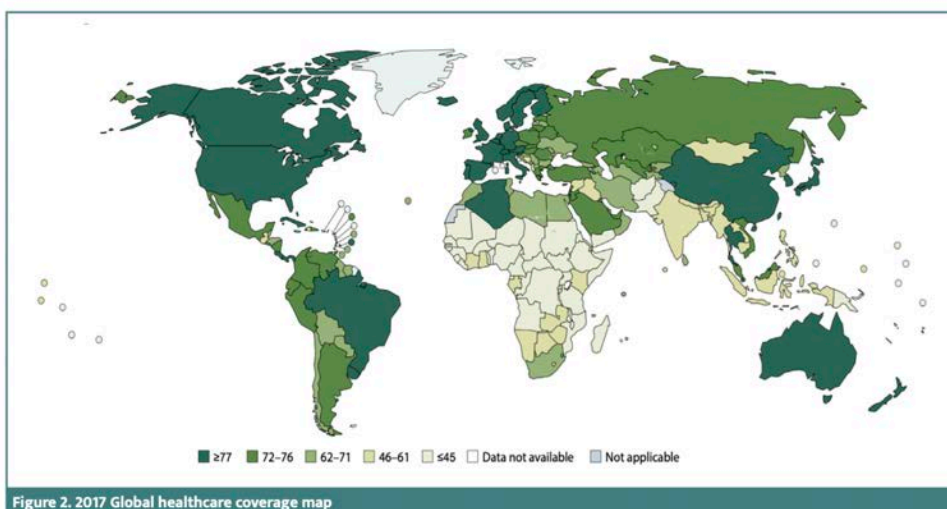 ≥77 72–76 62–71 46–61 ≤45 Data not available Not applicable
Figure 2. 2017 Global healthcare coverage map